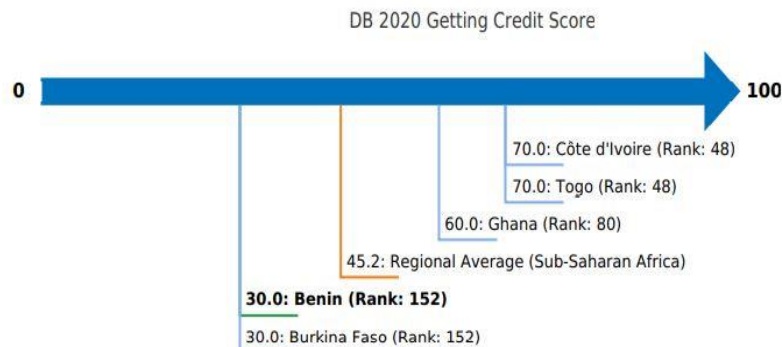 DB 2020 Getting Credit Score
0
100
70.0: Côte d'Ivoire (Rank: 48)
70.0: Togo (Rank: 48)
60.0: Ghana (Rank: 80)
45.2: Regional Average (Sub-Saharan Africa)
30.0: Benin (Rank: 152)
30.0: Burkina Faso (Rank: 152)